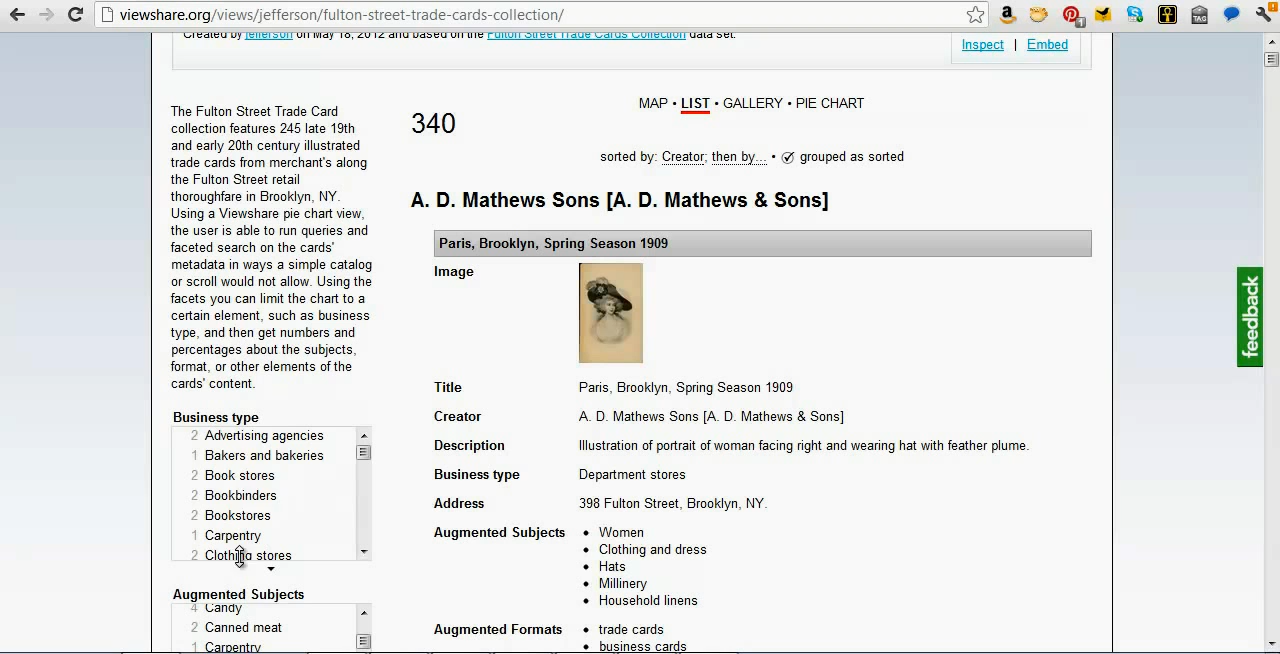 viewshare.org/views/jefferson/fulton-street-trade-cards-collection/
1
TAG
Created by jefferson on May 18, 2012 and based on the Fulton Street Trade Cards Collection data set.
Inspect | Embed
The Fulton Street Trade Card
collection features 245 late 19th
and early 20th century illustrated
trade cards from merchant's along
the Fulton Street retail
thoroughfare in Brooklyn, NY.
Using a Viewshare pie chart view,
the user is able to run queries and
faceted search on the cards'
metadata in ways a simple catalog
or scroll would not allow. Using the
facets you can limit the chart to a
certain element, such as business
type, and then get numbers and
percentages about the subjects,
format, or other elements of the
cards' content.
Business type
2 Advertising agencies
1 Bakers and bakeries
2 Book stores
2 Bookbinders
2 Bookstores
1 Carpentry
2 Clothing stores
Augmented Subjects
4 Candy
2 Canned meat
1 Carpentry
MAP • LIST • GALLERY • PIE CHART
340
sorted by: Creator; then by... • grouped as sorted
A. D. Mathews Sons [A. D. Mathews & Sons]
Paris, Brooklyn, Spring Season 1909
Image
Title Paris, Brooklyn, Spring Season 1909
Creator A. D. Mathews Sons [A. D. Mathews & Sons]
Description Illustration of portrait of woman facing right and wearing hat with feather plume.
Business type Department stores
Address 398 Fulton Street, Brooklyn, NY.
Augmented Subjects • Women
• Clothing and dress
• Hats
• Millinery
• Household linens
Augmented Formats • trade cards
• business cards
feedback